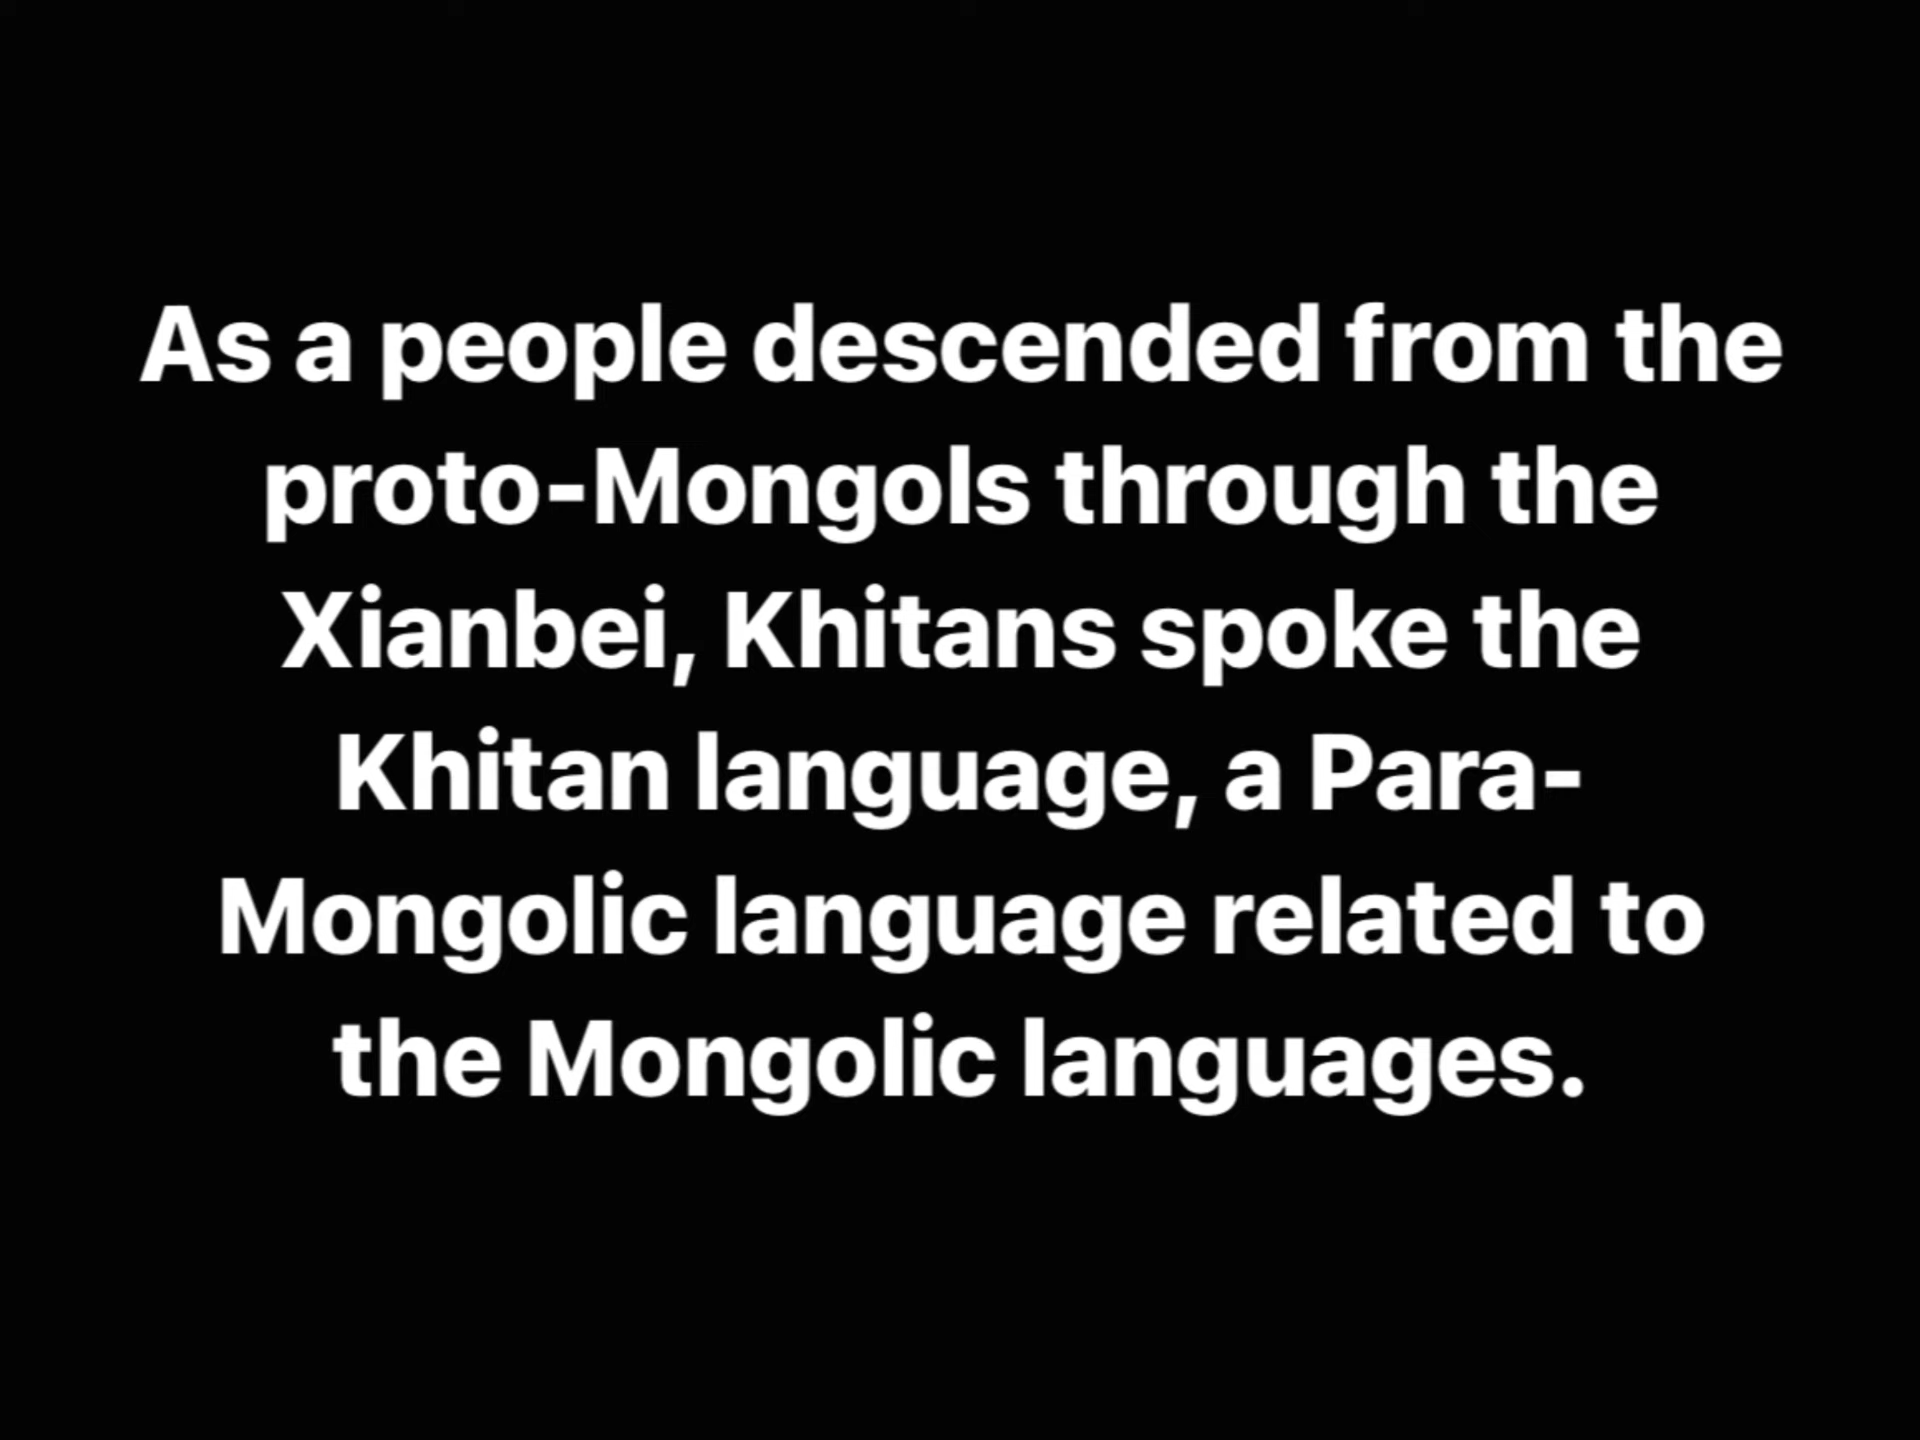 As a people descended from the
proto-Mongols through the
Xianbei, Khitans spoke the
Khitan language, a Para-
Mongolic language related to
the Mongolic languages.